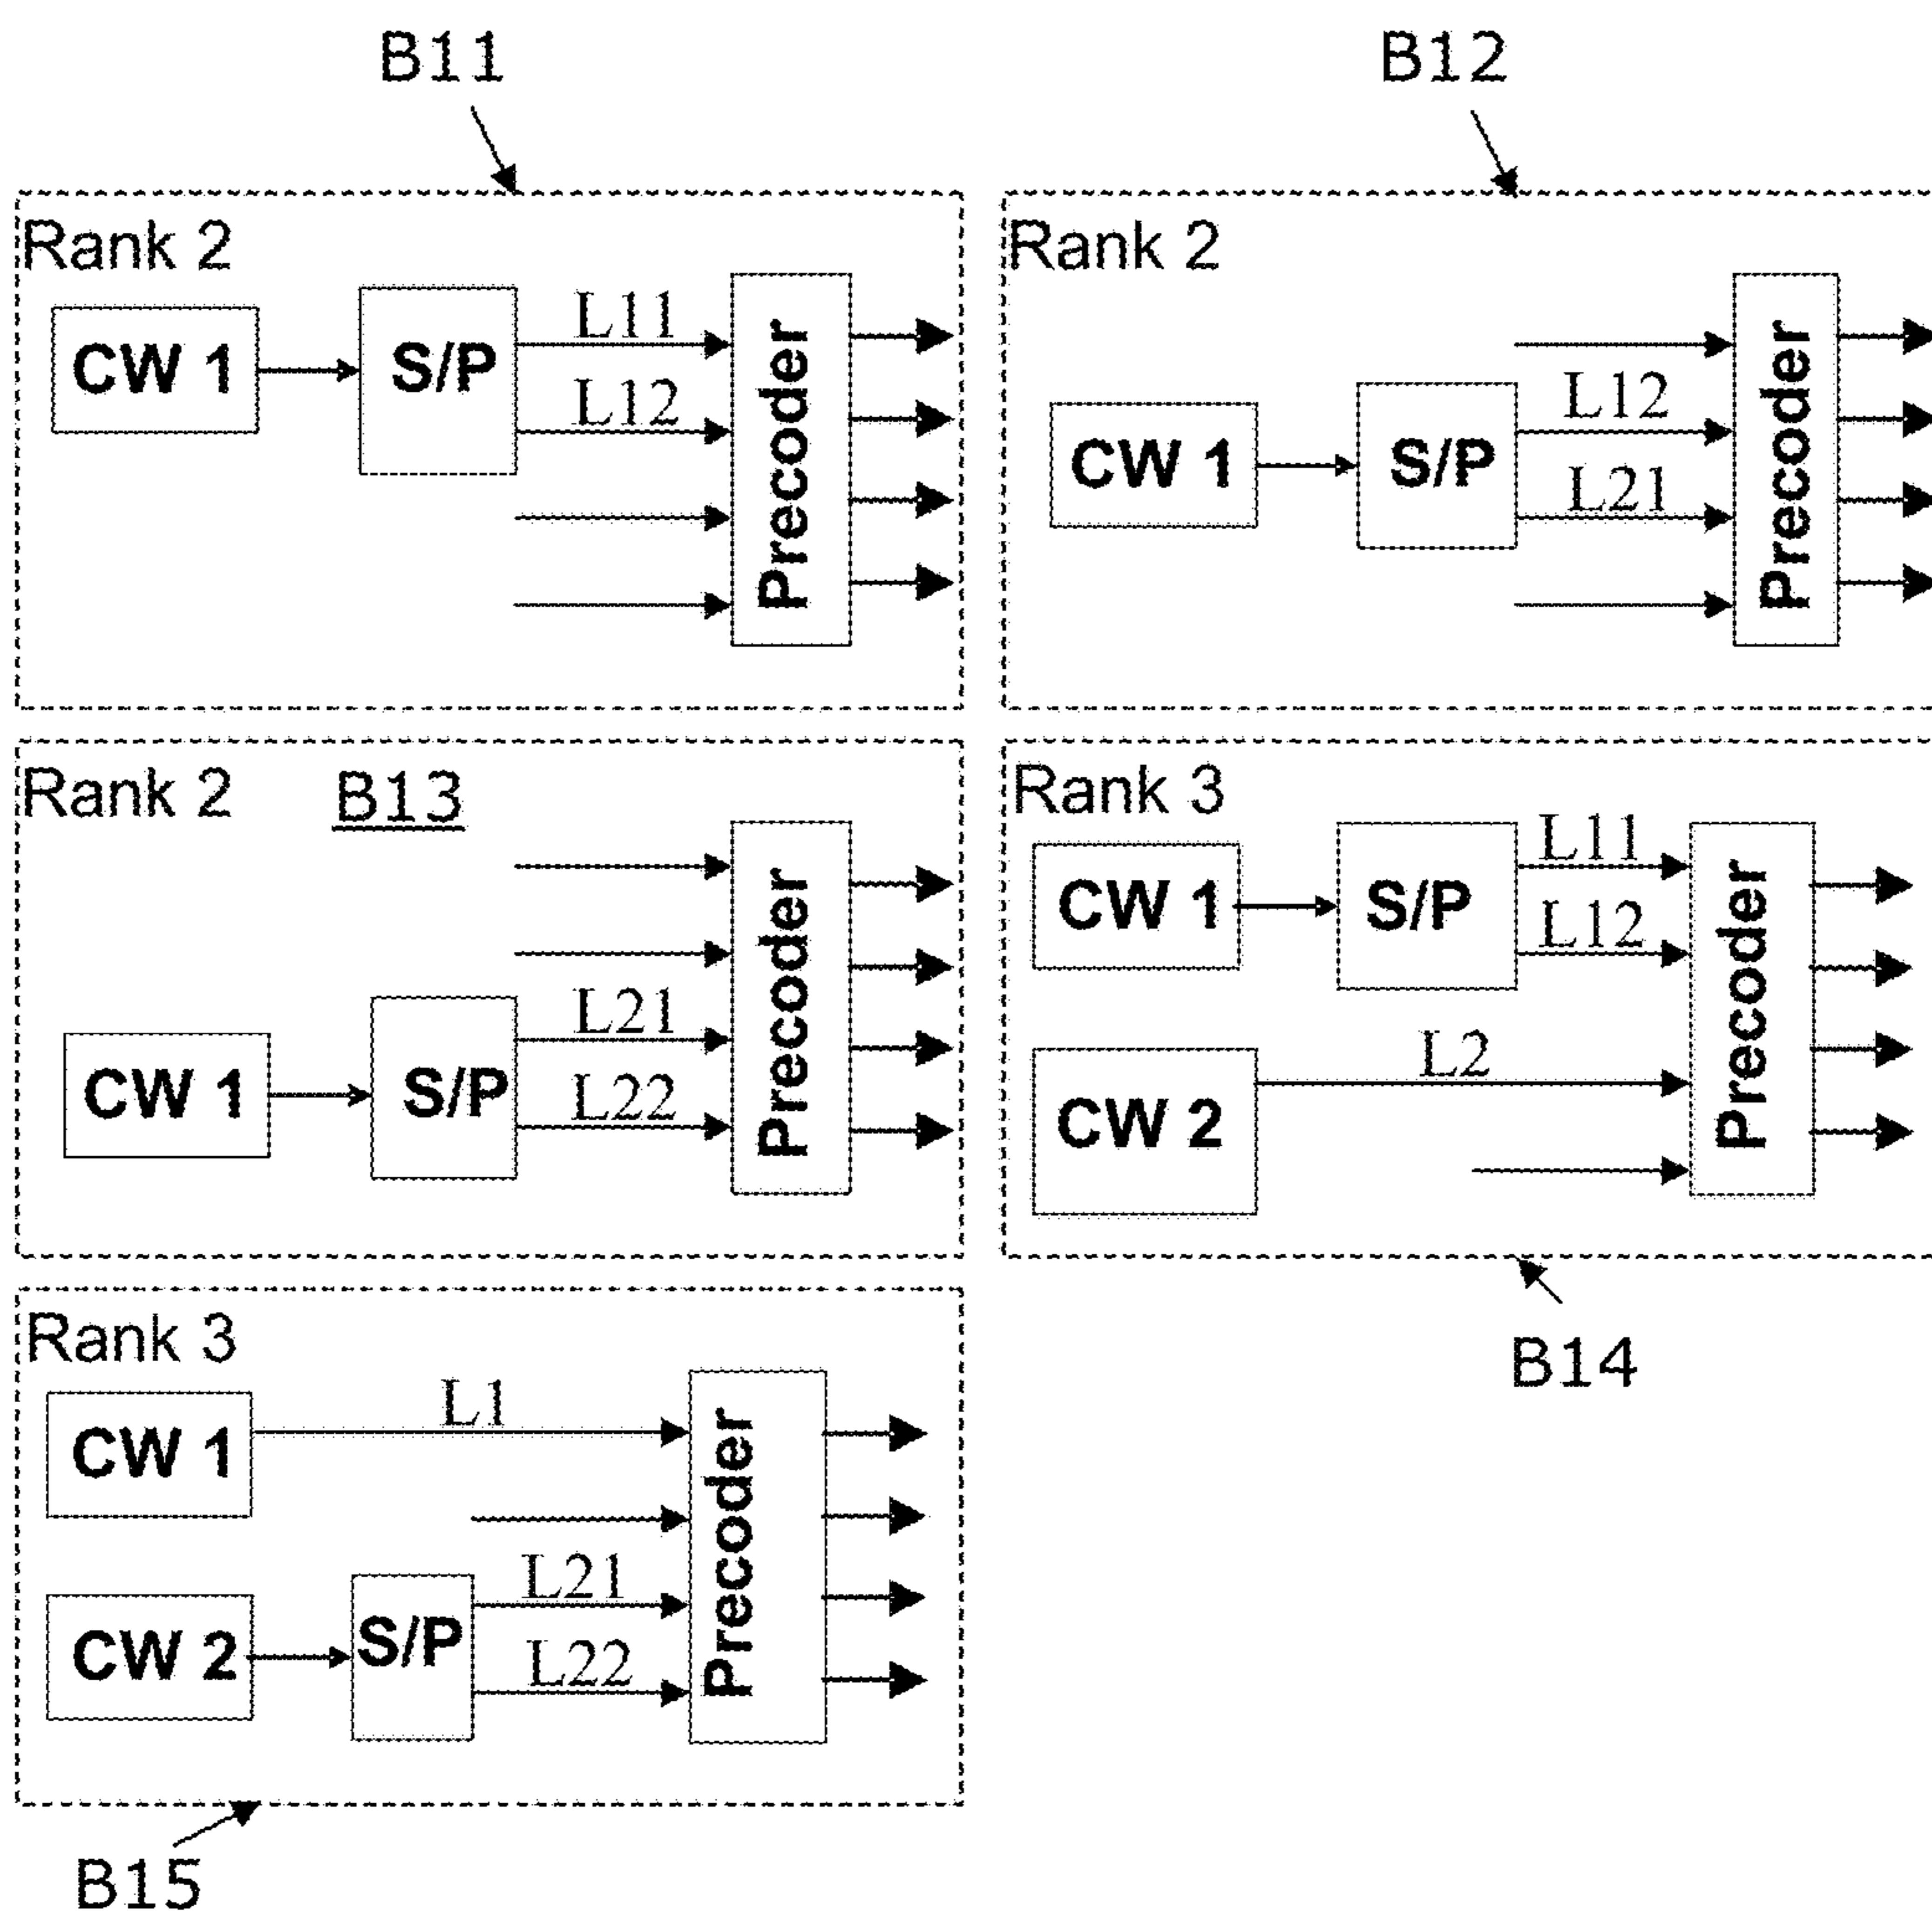 B11
B12
Rank 2
CW 1
S/P
L11
L12
Precoder
Rank 2
CW 1
S/P
L12
L21
Precoder
Rank 2
B13
CW 1
S/P
L21
L22
Precoder
Rank 3
CW 1
S/P
L11
L12
CW 2
L2
Precoder
B14
Rank 3
CW 1
L1
CW 2
S/P
L21
L22
Precoder
B15